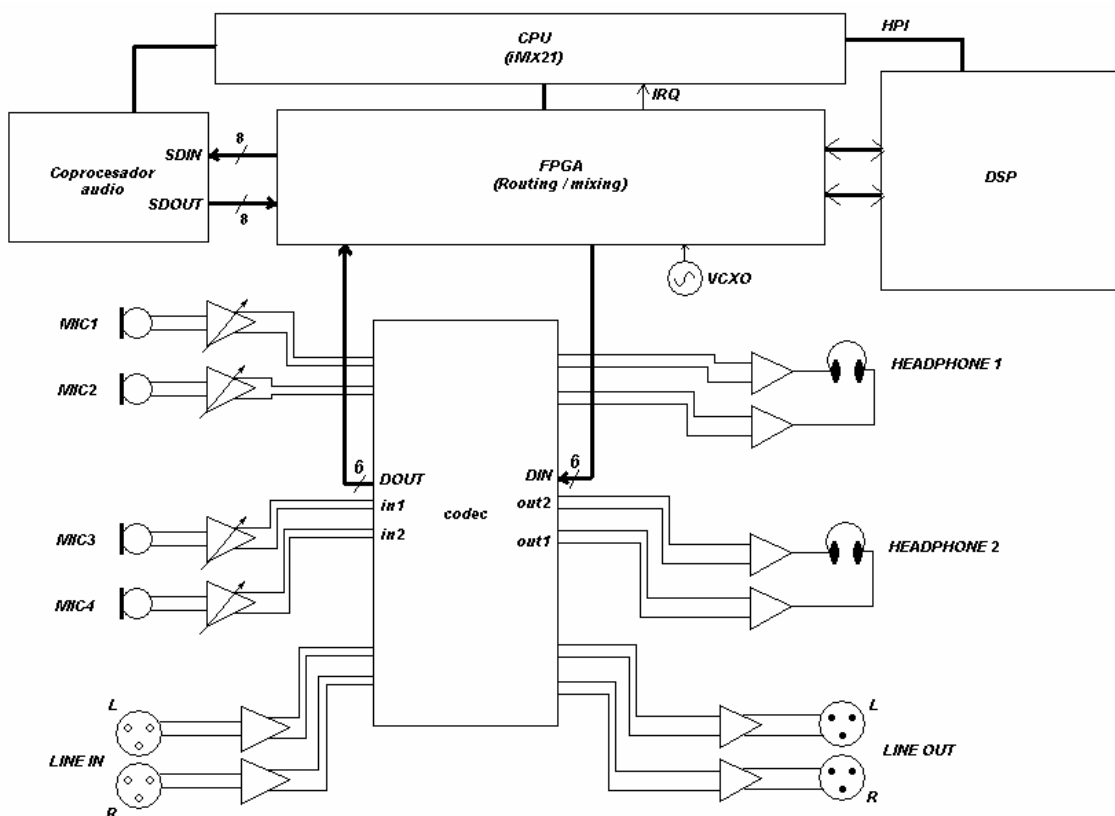 CPU
(iMX21)
HPI
IRQ
Coprocesador
audio
SDIN
SDOUT
8
8
FPGA
(Routing / mixing)
DSP
VCXO
MIC1
MIC2
MIC3
MIC4
6
DOUT
in1
in2
codec
6
DIN
out2
out1
HEADPHONE 1
HEADPHONE 2
L
LINE IN
R
L
LINE OUT
R